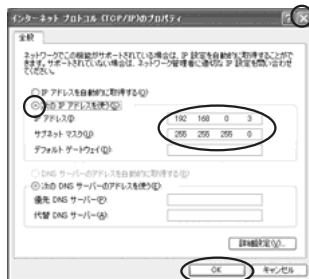 インターネット プロトコル (TCP/IP)のプロパティ
全般
ネットワークでこの機能がサポートされている場合は、IP 設定を自動的に取得することがで
きます。サポートされていない場合は、ネットワーク管理者に適切な IP 設定を問い合わせ
てください。
IP アドレスを自動的に取得する(O)
次の IP アドレスを使う(S):
IP アドレス(I):
192 168 0 3
サブネット マスク(U):
255 255 255 0
デフォルト ゲートウェイ(D):
DNS サーバーのアドレスを自動的に取得する(B)
次の DNS サーバーのアドレスを使う(E):
優先 DNS サーバー(P):
代替 DNS サーバー(A):
詳細設定(V)...
OK
キャンセル